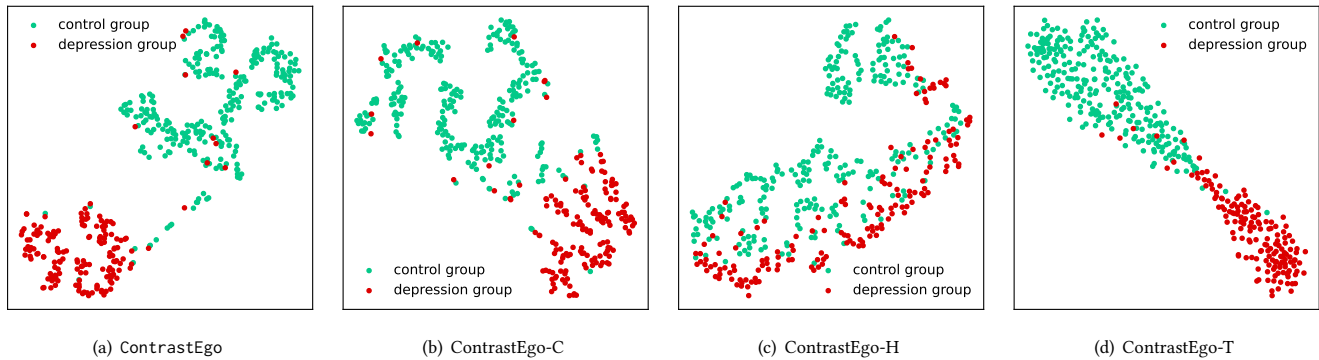 control group
depression group
control group
depression group
control group
depression group
control group
depression group
(a) ContrastEgo
(b) ContrastEgo-C
(c) ContrastEgo-H
(d) ContrastEgo-T